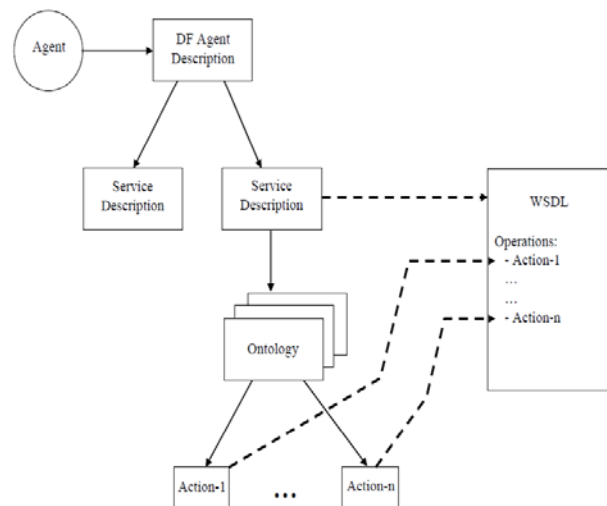 Agent
DF Agent
Description
Service
Description
Service
Description
WSDL
Operations:
- Action-1
...
...
- Action-n
Ontology
Action-1
...
Action-n